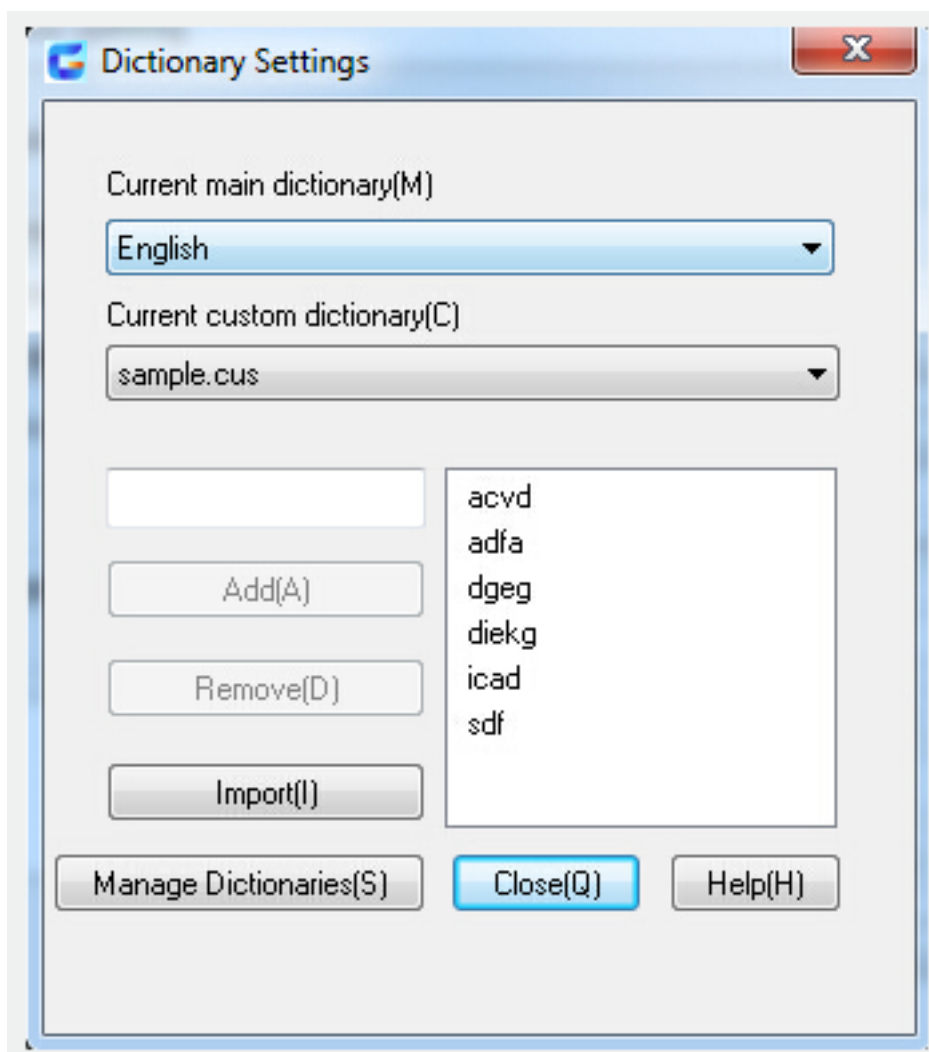 Dictionary Settings
Current main dictionary(M)
English
Current custom dictionary(C)
sample.cus
acvd
adfa
dgeg
diekg
icad
sdf
Add(A)
Remove(D)
Import(I)
Manage Dictionaries(S) Close(Q) Help(H)